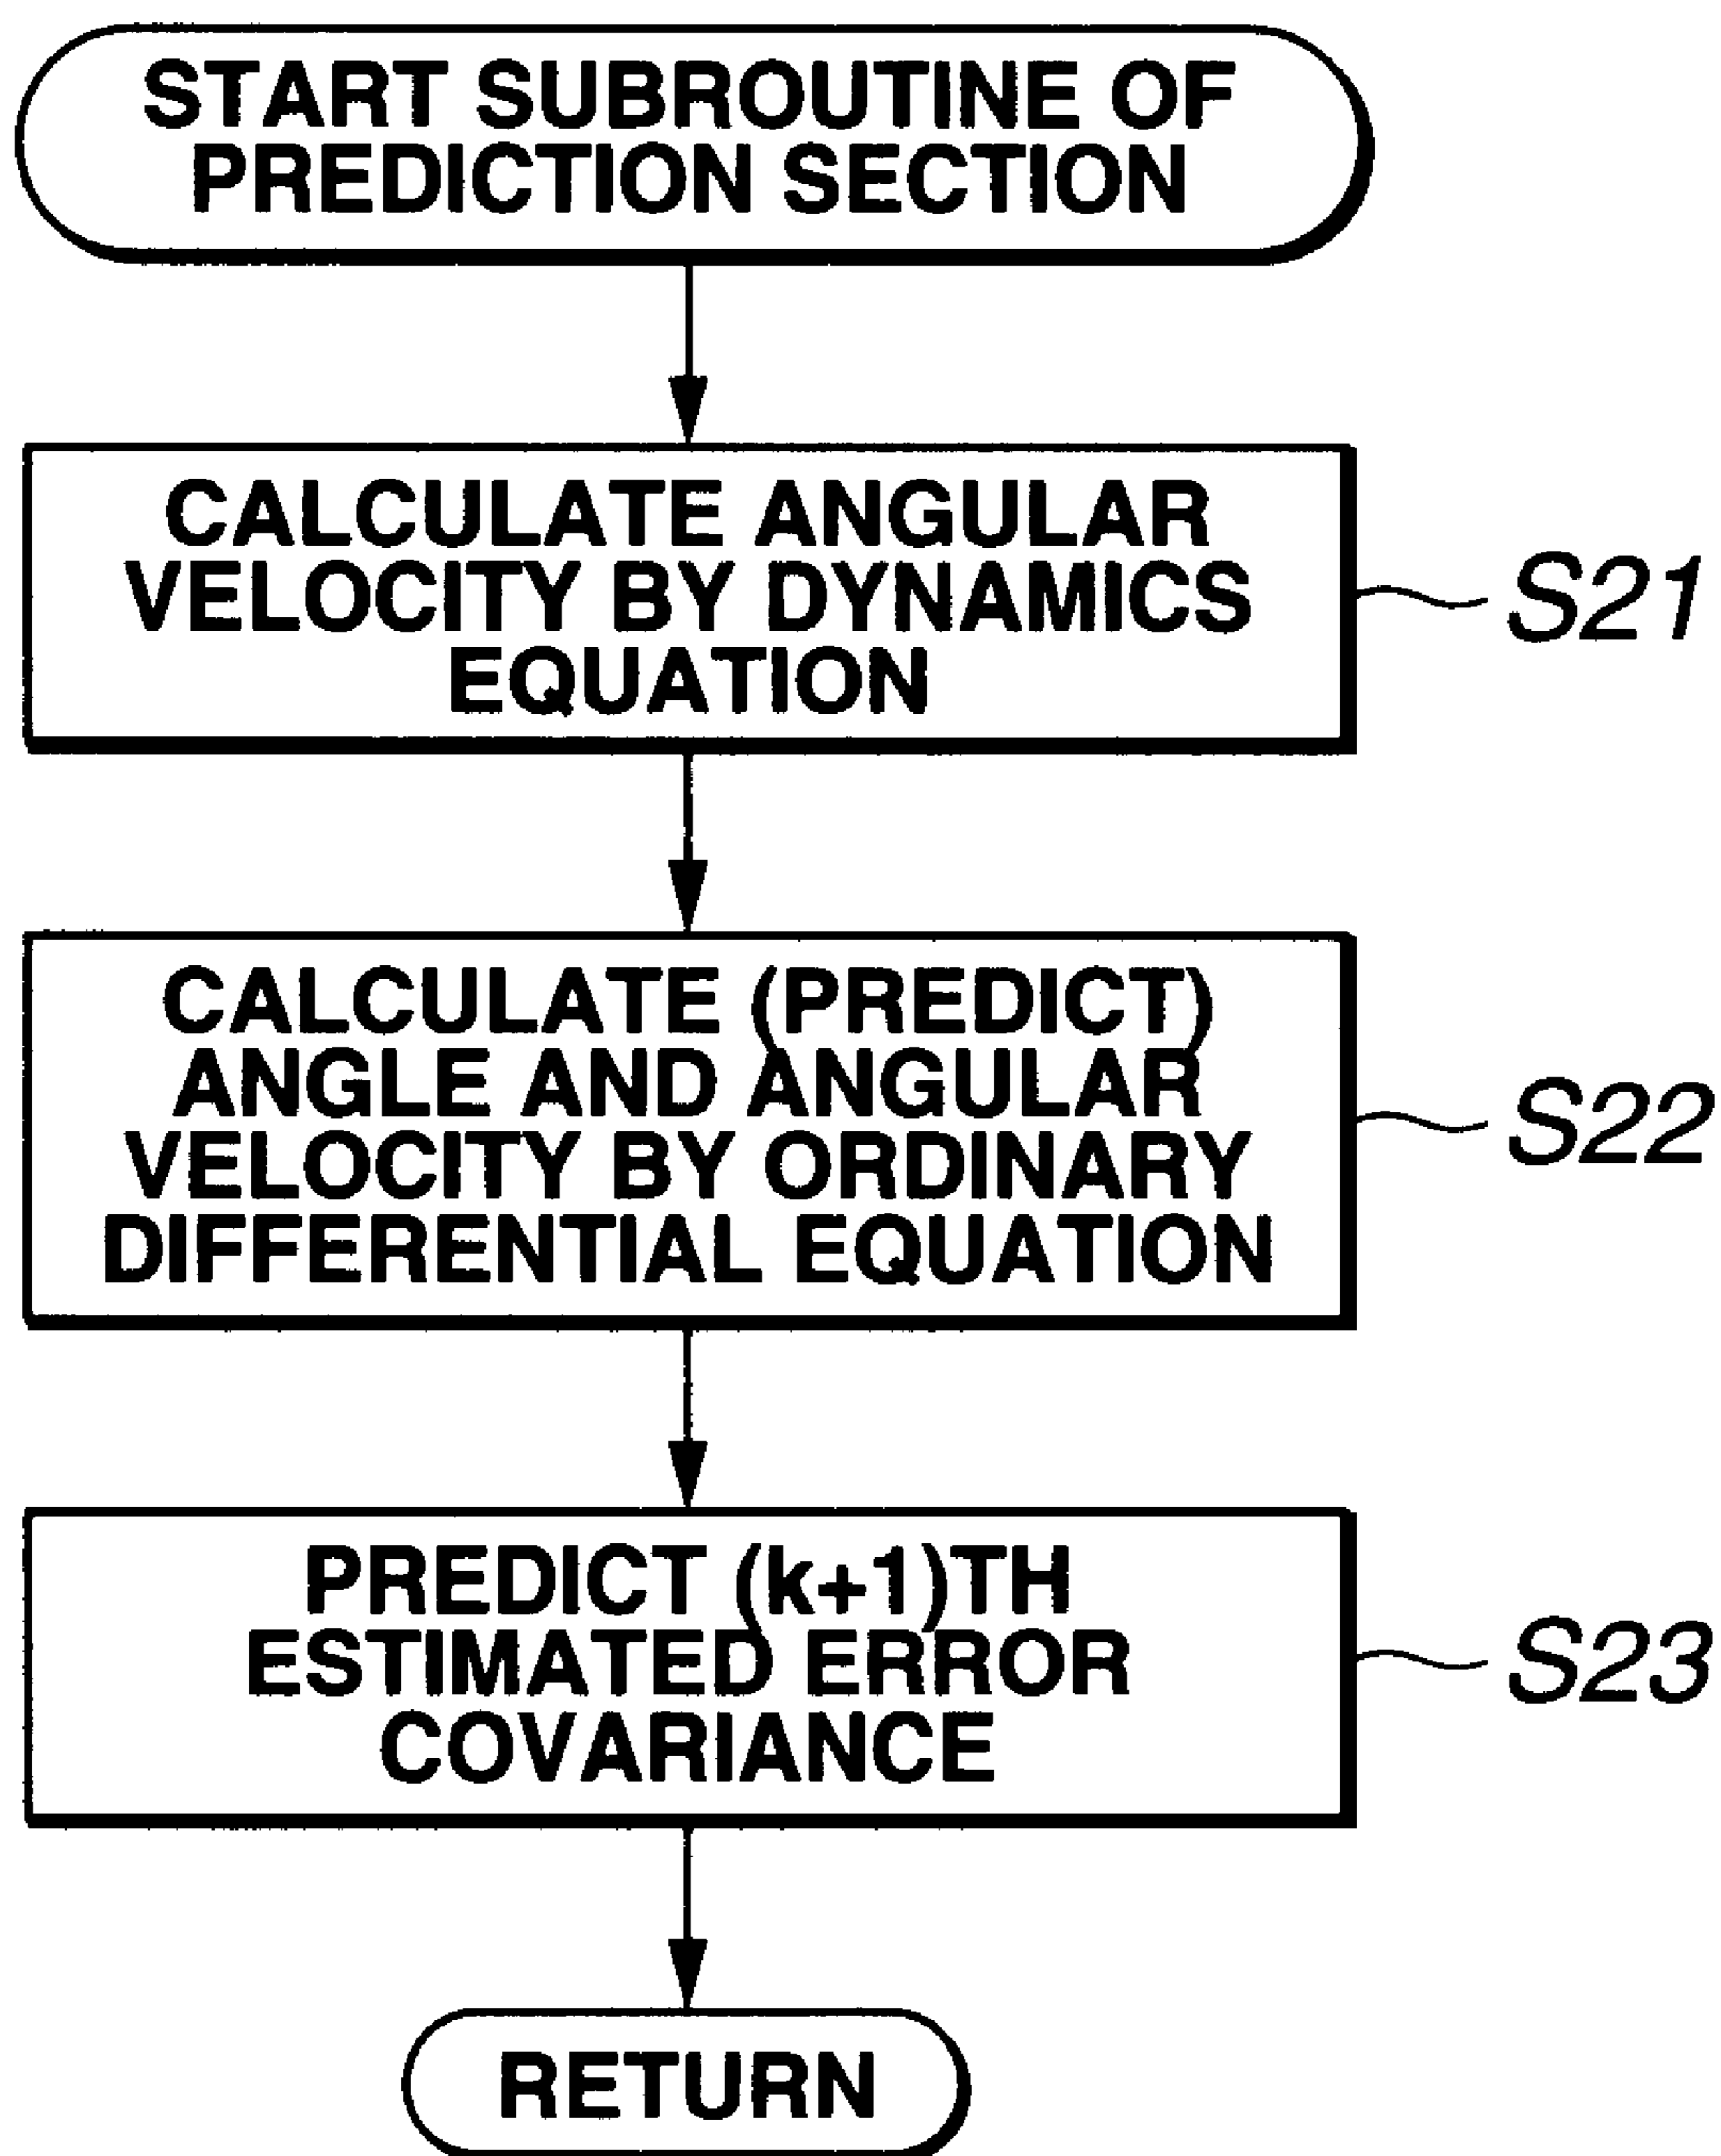 START SUBROUTINE OF
PREDICTION SECTION
CALCULATE ANGULAR
VELOCITY BY DYNAMICS
EQUATION
S21
CALCULATE (PREDICT)
ANGLE AND ANGULAR
VELOCITY BY ORDINARY
DIFFERENTIAL EQUATION
S22
PREDICT (k+1)TH
ESTIMATED ERROR
COVARIANCE
S23
RETURN